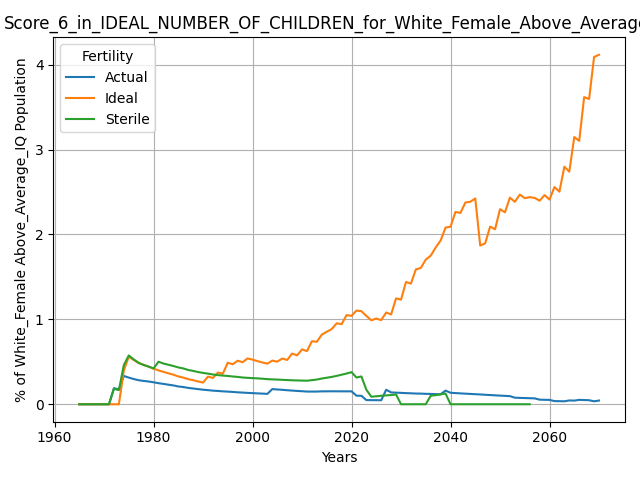 Score_6_in_IDEAL_NUMBER_OF_CHILDREN_for_White_Female_Above_Average
Fertility
Actual
Ideal
Sterile
% of White_Female Above_Average_IQ Population
4
3
2
1
0
1960 1980 2000 2020 2040 2060
Years